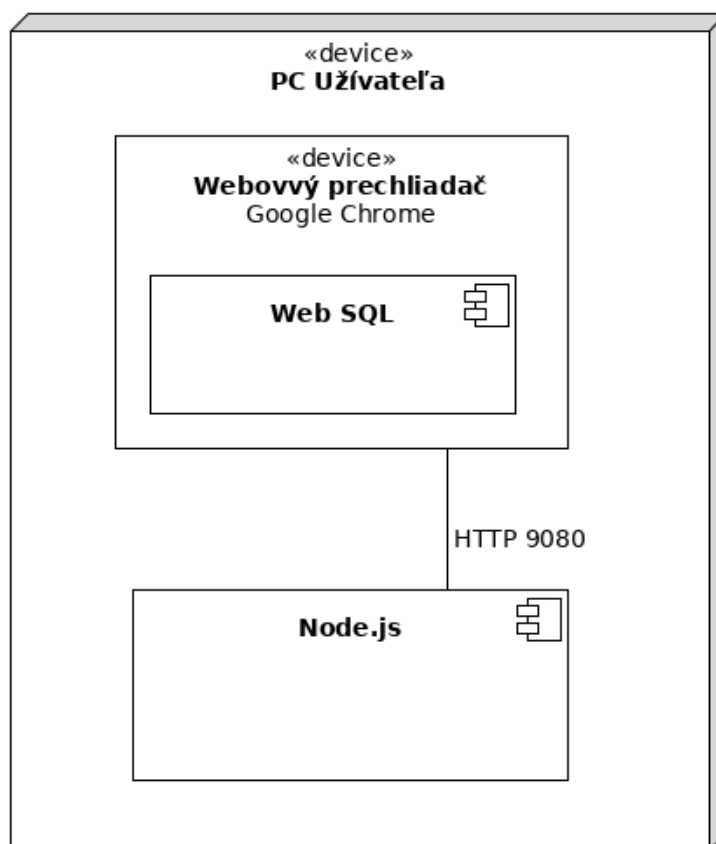 «device»
PC Užívateľa
«device»
Webovvý prechliadač
Google Chrome
Web SQL
HTTP 9080
Node.js